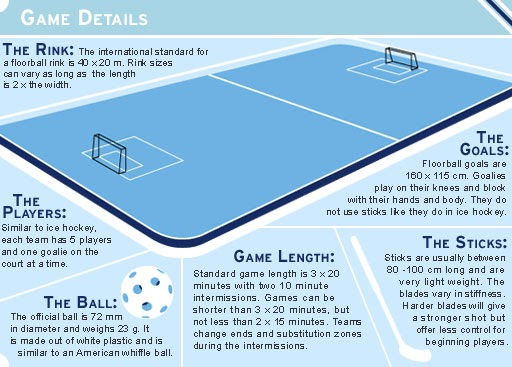 GAME DETAILS
THE RINK: The international standard for
a floorball rink is 40 x 20 m. Rink sizes
can vary as long as the length
is 2 x the width.
THE
GOALS:
Floorball goals are
160 x 115 cm. Goalies
play on their knees and block
with their hands and body. They do
not use sticks like they do in ice hockey.
THE
PLAYERS:
Similar to ice hockey,
each team has 5 players
and one goalie on the
court at a time.
THE BALL:
The official ball is 72 mm
in diameter and weighs 23 g. It
is made out of white plastic and is
similar to an American whiffle ball.
GAME LENGTH:
Standard game length is 3 x 20
minutes with two 10 minute
intermissions. Games can be
shorter than 3 x 20 minutes, but
not less than 2 x 15 minutes. Teams
change ends and substitution zones
during the intermissions.
THE STICKS:
Sticks are usually between
80 -100 cm long and are
very light weight. The
blades vary in stiffness.
Harder blades will give
a stronger shot but
offer less control for
beginning players.